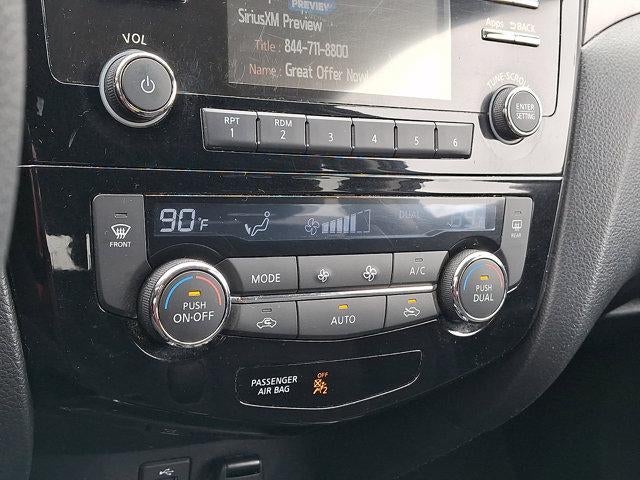 PREVIEW
SiriusXM Preview
Title : 844-711-8800
Name : Great Offer Now!
Apps BACK
VOL
TUNE·SCROLL
ENTER
SETTING
RPT
1
RDM
2
3
4
5
6
90°F
DUAL
FRONT
REAR
MODE
A/C
PUSH
ON·OFF
PUSH
DUAL
AUTO
PASSENGER
AIR BAG
OFF
2